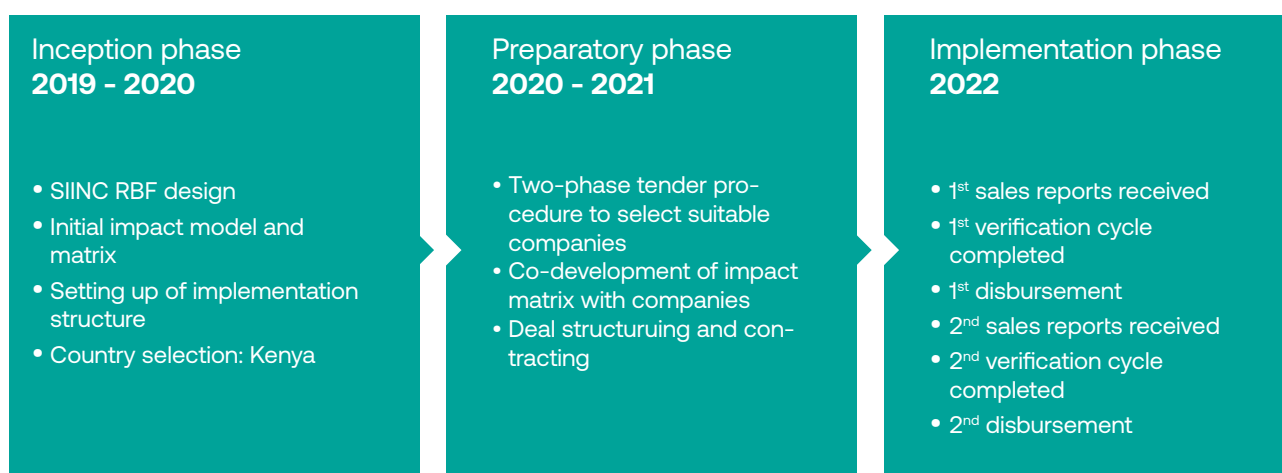 Inception phase
2019 - 2020
• SIINC RBF design
• Initial impact model and
matrix
• Setting up of implementation
structure
• Country selection: Kenya
Preparatory phase
2020 - 2021
• Two-phase tender pro-
cedure to select suitable
companies
• Co-development of impact
matrix with companies
• Deal structuruing and con-
tracting
Implementation phase
2022
• 1st sales reports received
• 1st verification cycle
completed
• 1st disbursement
• 2nd sales reports received
• 2nd verification cycle
completed
• 2nd disbursement